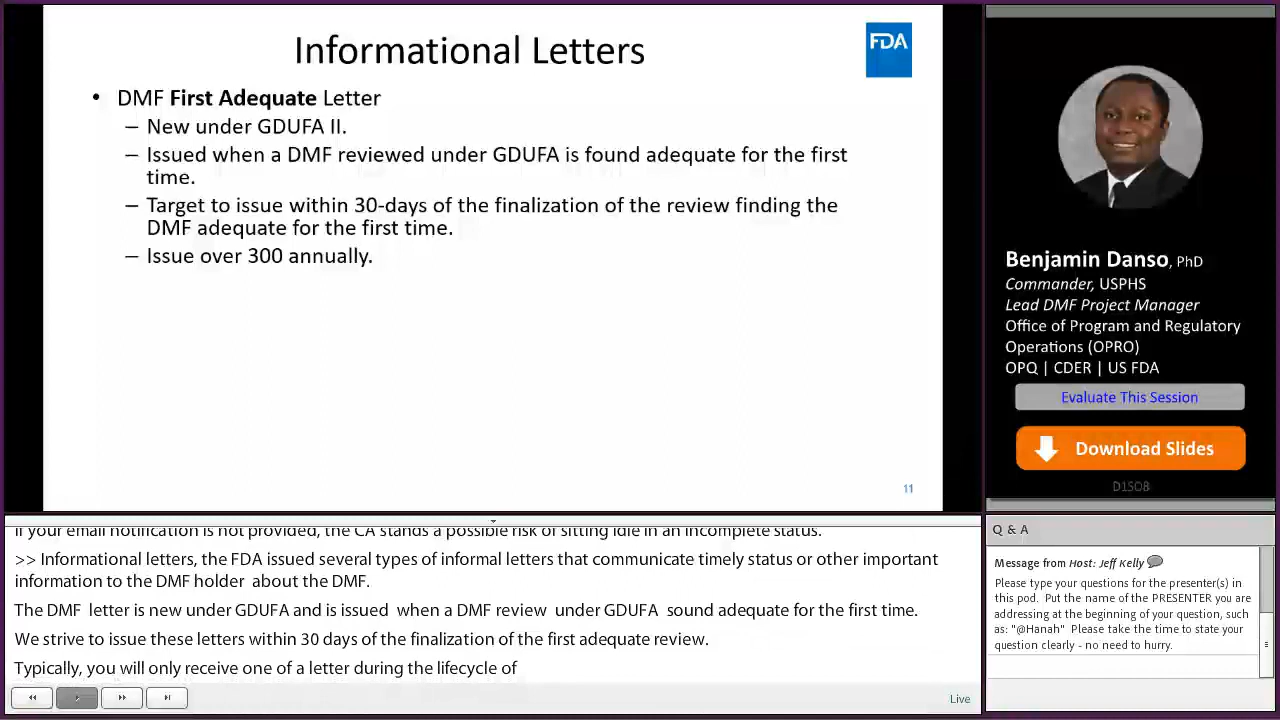 Informational Letters
FDA
• DMF First Adequate Letter
– New under GDUFA II.
– Issued when a DMF reviewed under GDUFA is found adequate for the first
time.
– Target to issue within 30-days of the finalization of the review finding the
DMF adequate for the first time.
– Issue over 300 annually.
11
Benjamin Danso, PhD
Commander, USPHS
Lead DMF Project Manager
Office of Program and Regulatory
Operations (OPRO)
OPQ | CDER | US FDA
Evaluate This Session
Download Slides
D1S08
If your email notification is not provided, the CA stands a possible risk of sitting idle in an incomplete status.
>> Informational letters, the FDA issued several types of informal letters that communicate timely status or other important
information to the DMF holder about the DMF.
The DMF letter is new under GDUFA and is issued when a DMF review under GDUFA sound adequate for the first time.
We strive to issue these letters within 30 days of the finalization of the first adequate review.
Typically, you will only receive one of a letter during the lifecycle of
Live
Q & A
Message from Host: Jeff Kelly
Please type your questions for the presenter(s) in
this pod. Put the name of the PRESENTER you are
addressing at the beginning of your question, such
as: "@Hanah" Please take the time to state your
question clearly - no need to hurry.